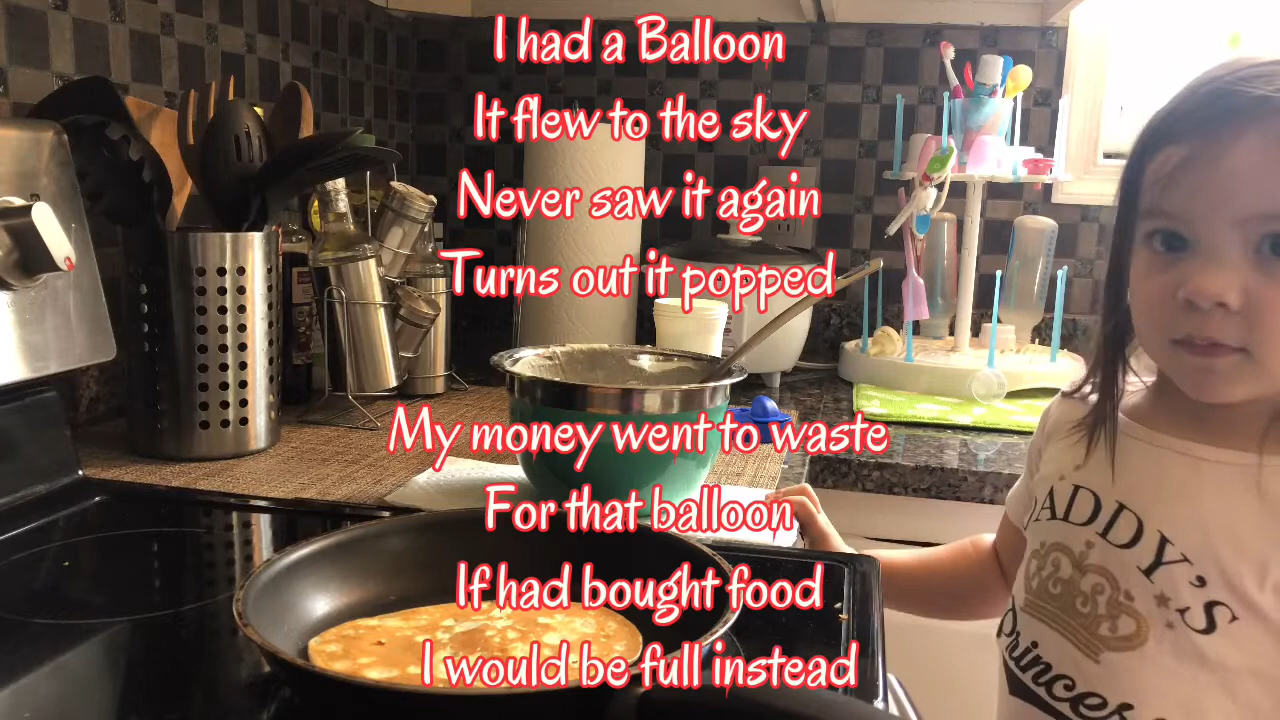 I had a Balloon
It flew to the sky
Never saw it again
Turns out it popped
My money went to waste
For that balloon
If had bought food
I would be full instead
DADDY'S
Princess